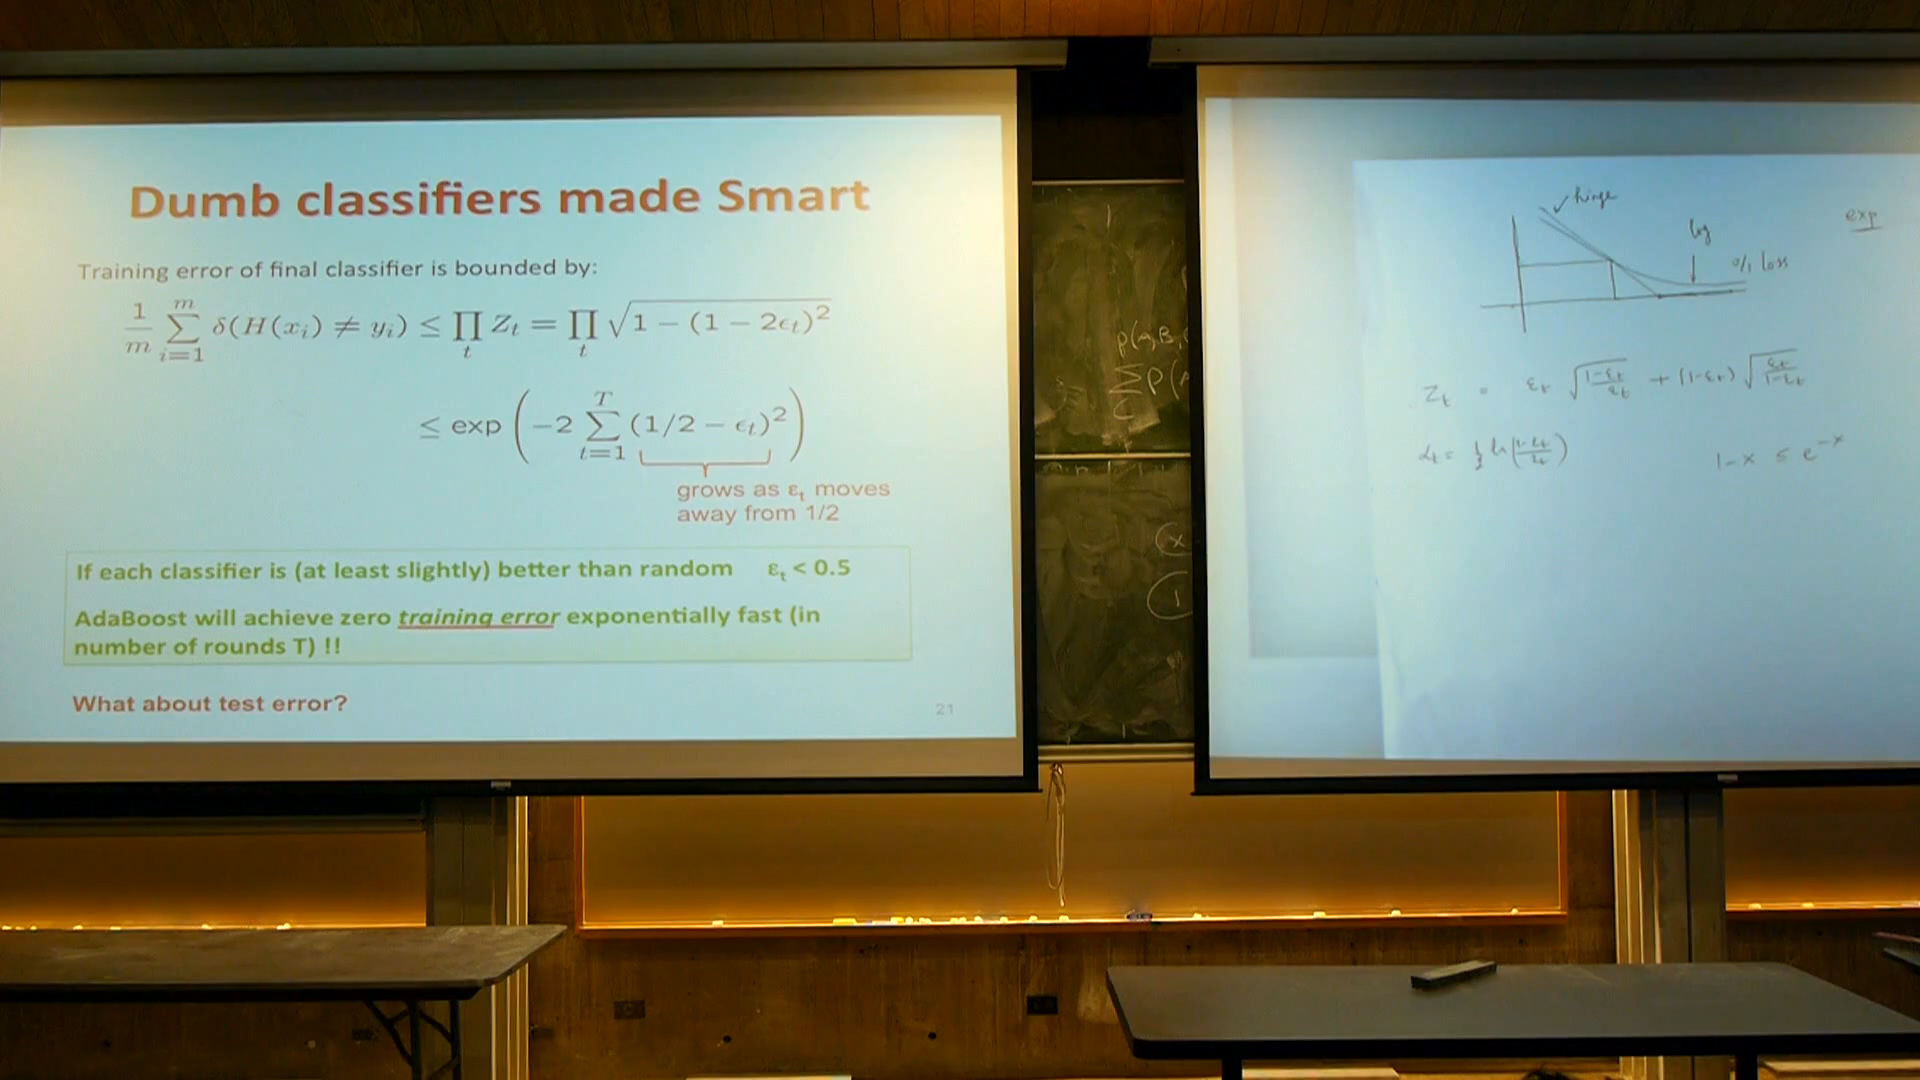 Dumb classifiers made Smart
Training error of final classifier is bounded by:
1/m ∑_{i=1}^{m} δ(H(x_i) ≠ y_i) ≤ ∏_t Z_t = ∏_t √(1 − (1 − 2ϵ_t)²)
≤ exp (−2 ∑_{t=1}^{T} (1/2 − ϵ_t)²)
grows as ε_t moves
away from 1/2
If each classifier is (at least slightly) better than random ε_t < 0.5
AdaBoost will achieve zero training error exponentially fast (in
number of rounds T) !!
What about test error?
21
P(A,B,
∑_C P(A
✓ hinge
exp
log
0/1 loss
Z_t = ε_t √((1-ε_t)/ε_t) + (1-ε_t) √(ε_t/(1-ε_t))
α_t = ½ ln((1-ε_t)/ε_t)
1-x ≤ e^{-x}